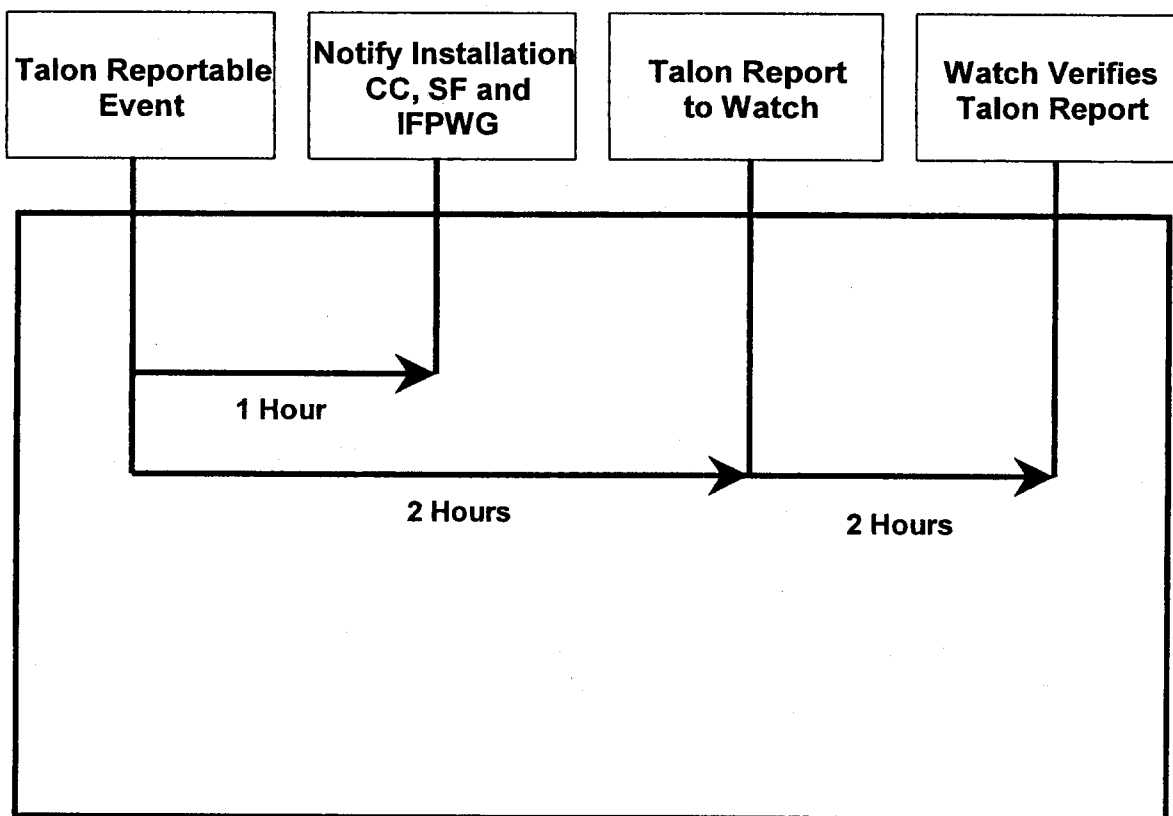 Talon Reportable
Event
Notify Installation
CC, SF and
IFPWG
Talon Report
to Watch
Watch Verifies
Talon Report
1 Hour
2 Hours
2 Hours